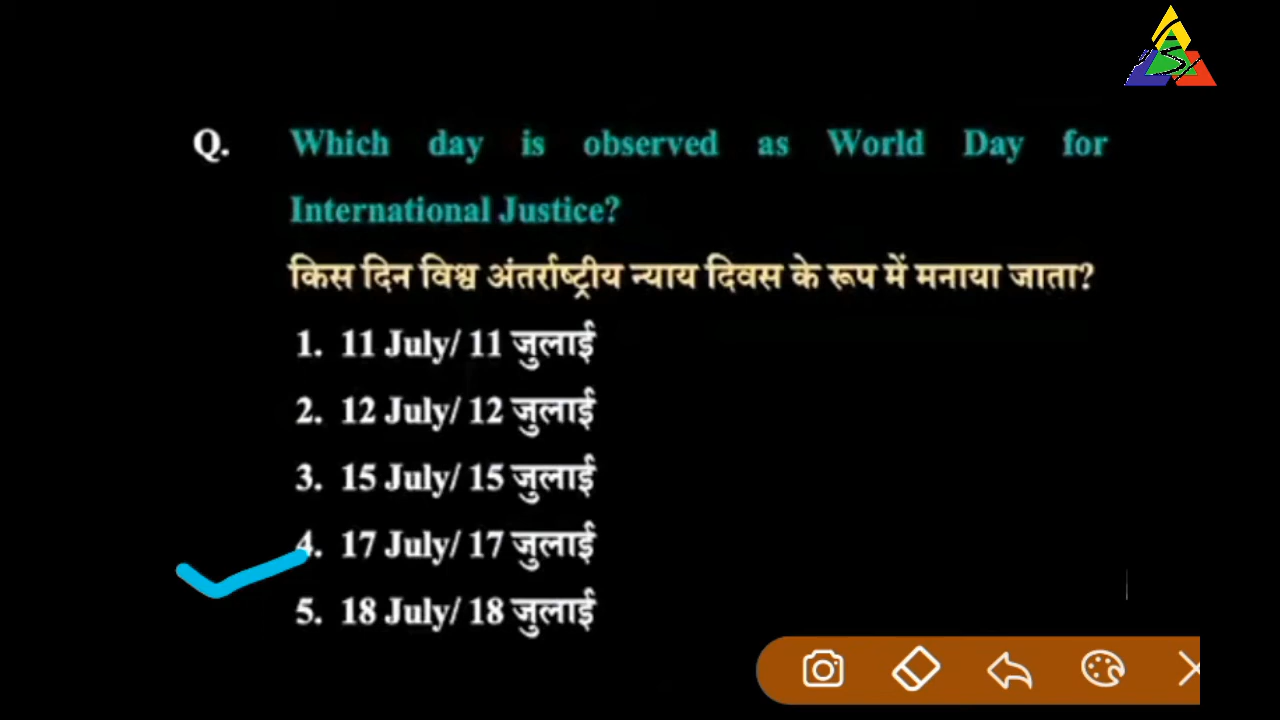 Q. Which day is observed as World Day for
International Justice?
किस दिन विश्व अंतर्राष्ट्रीय न्याय दिवस के रूप में मनाया जाता?
1. 11 July/ 11 जुलाई
2. 12 July/ 12 जुलाई
3. 15 July/ 15 जुलाई
4. 17 July/ 17 जुलाई
5. 18 July/ 18 जुलाई